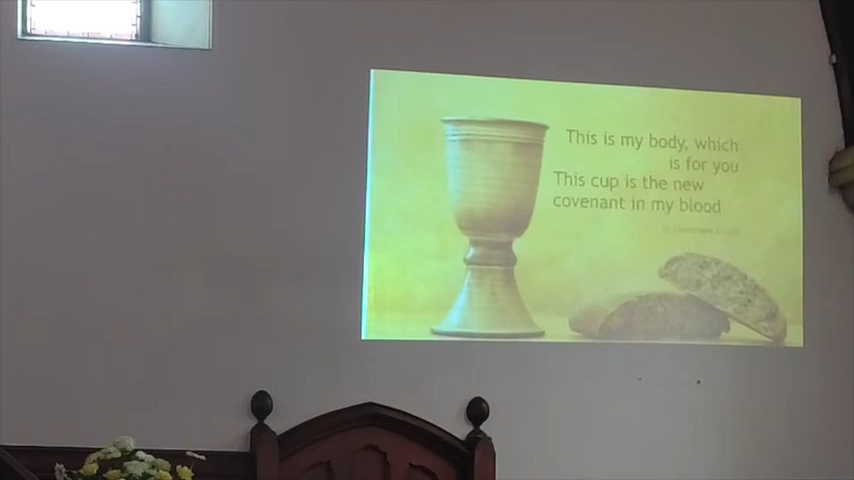 This is my body, which
is for you
This cup is the new
covenant in my blood